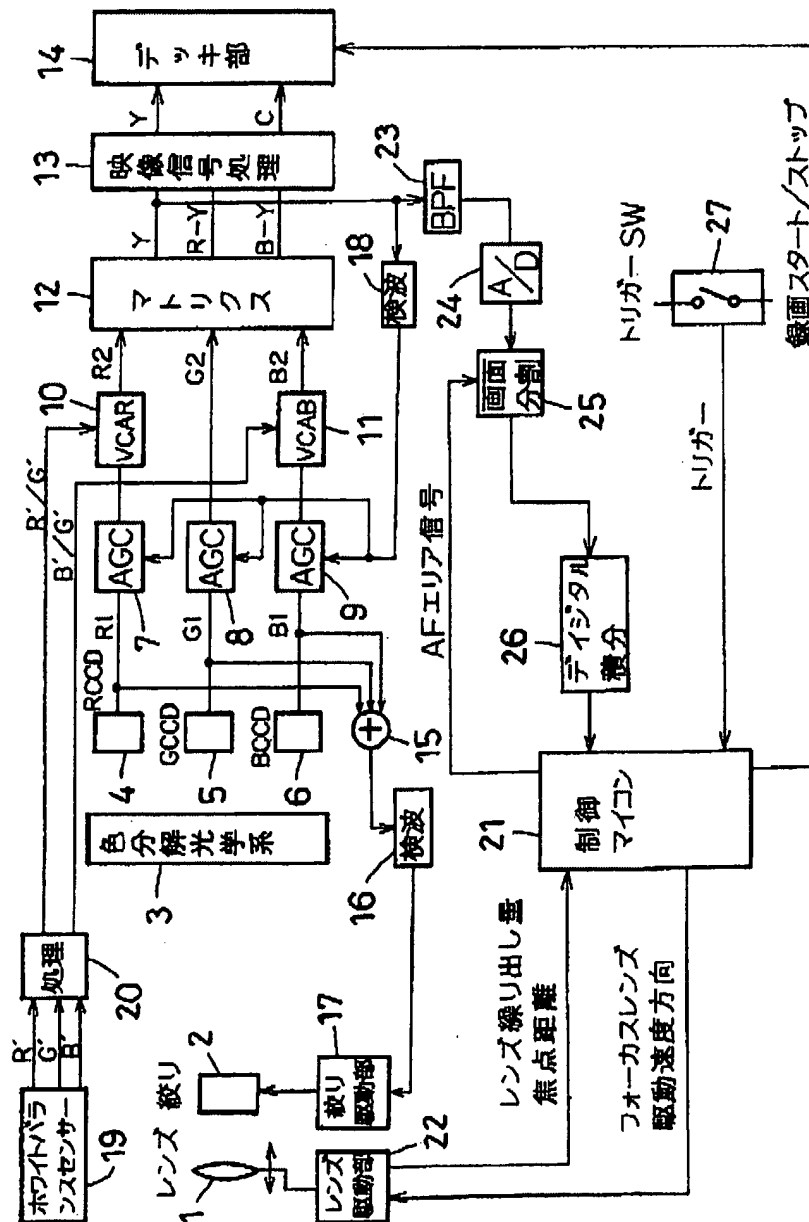 ホワイトバラ
ンスセンサー
19
R′
G′
B′
処理
20
R′/G′
B′/G′
レンズ
1
絞り
2
色分解光学系
3
RCCD
4
GCCD
5
BCCD
6
R1
G1
B1
AGC
7
AGC
8
AGC
9
VCAR
10
VCAB
11
R2
G2
B2
マトリクス
12
Y
R-Y
B-Y
映像信号処理
13
Y
C
デッキ部
14
+
15
検波
16
絞り
駆動部
17
検波
18
レンズ
駆動部
22
BPF
23
A/D
24
画面
分割
25
AFエリア信号
デイジタル
積分
26
制御
マイコン
21
レンズ繰り出し量
焦点距離
フォーカスレンズ
駆動速度方向
トリガーSW
27
トリガー
録画スタート/ストップ